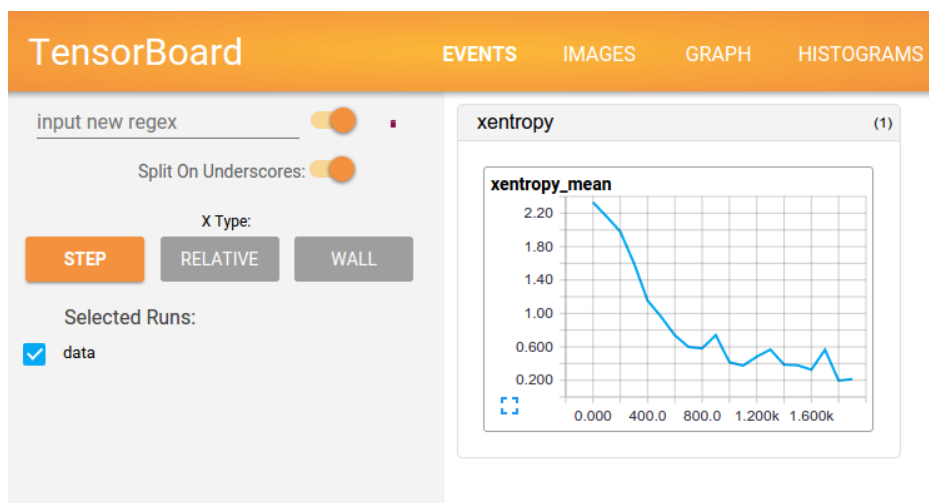 TensorBoard
EVENTS IMAGES GRAPH HISTOGRAMS
input new regex
Split On Underscores:
X Type:
STEP RELATIVE WALL
Selected Runs:
data
xentropy (1)
xentropy_mean
2.20
1.80
1.40
1.00
0.600
0.200
0.000 400.0 800.0 1.200k 1.600k